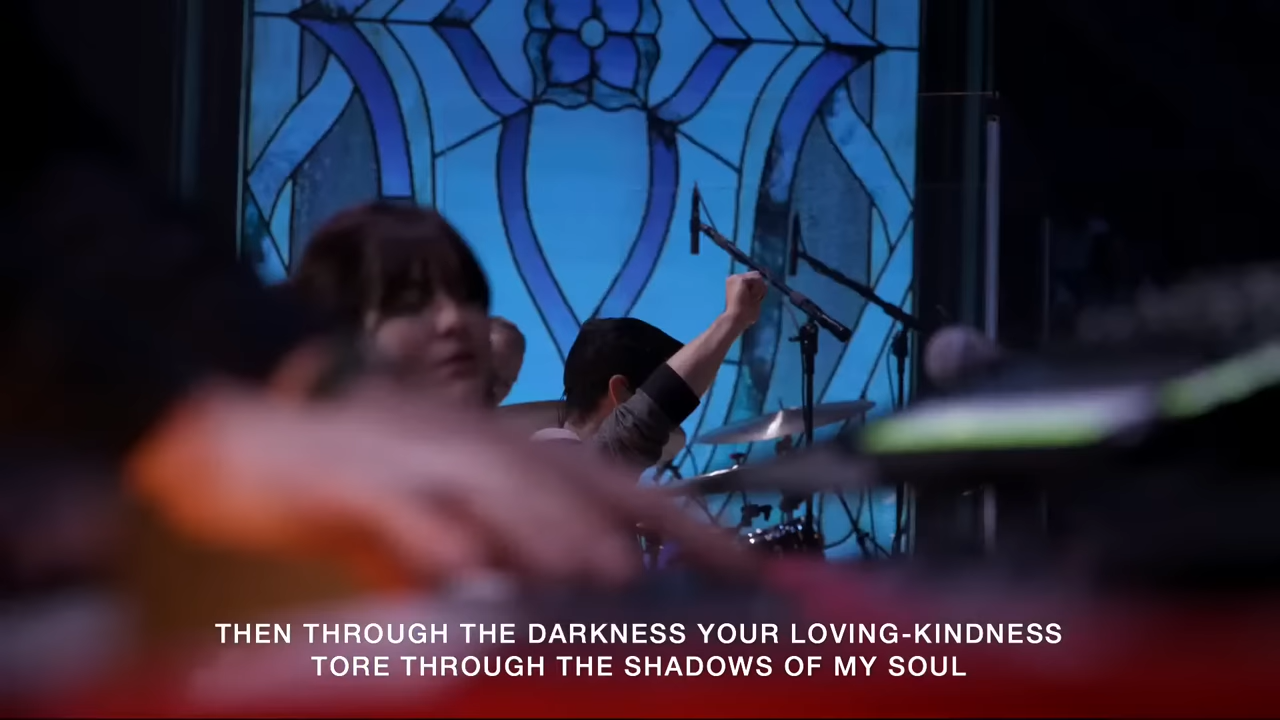 THEN THROUGH THE DARKNESS YOUR LOVING-KINDNESS
TORE THROUGH THE SHADOWS OF MY SOUL